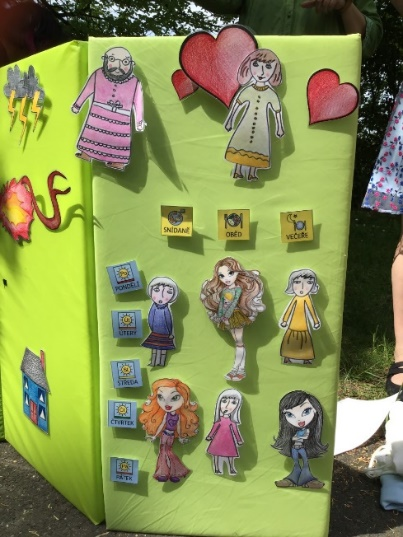 SNÍDANĚ
OBĚD
VEČEŘE
PONDĚLÍ
ÚTERÝ
STŘEDA
ČTVRTEK
PÁTEK